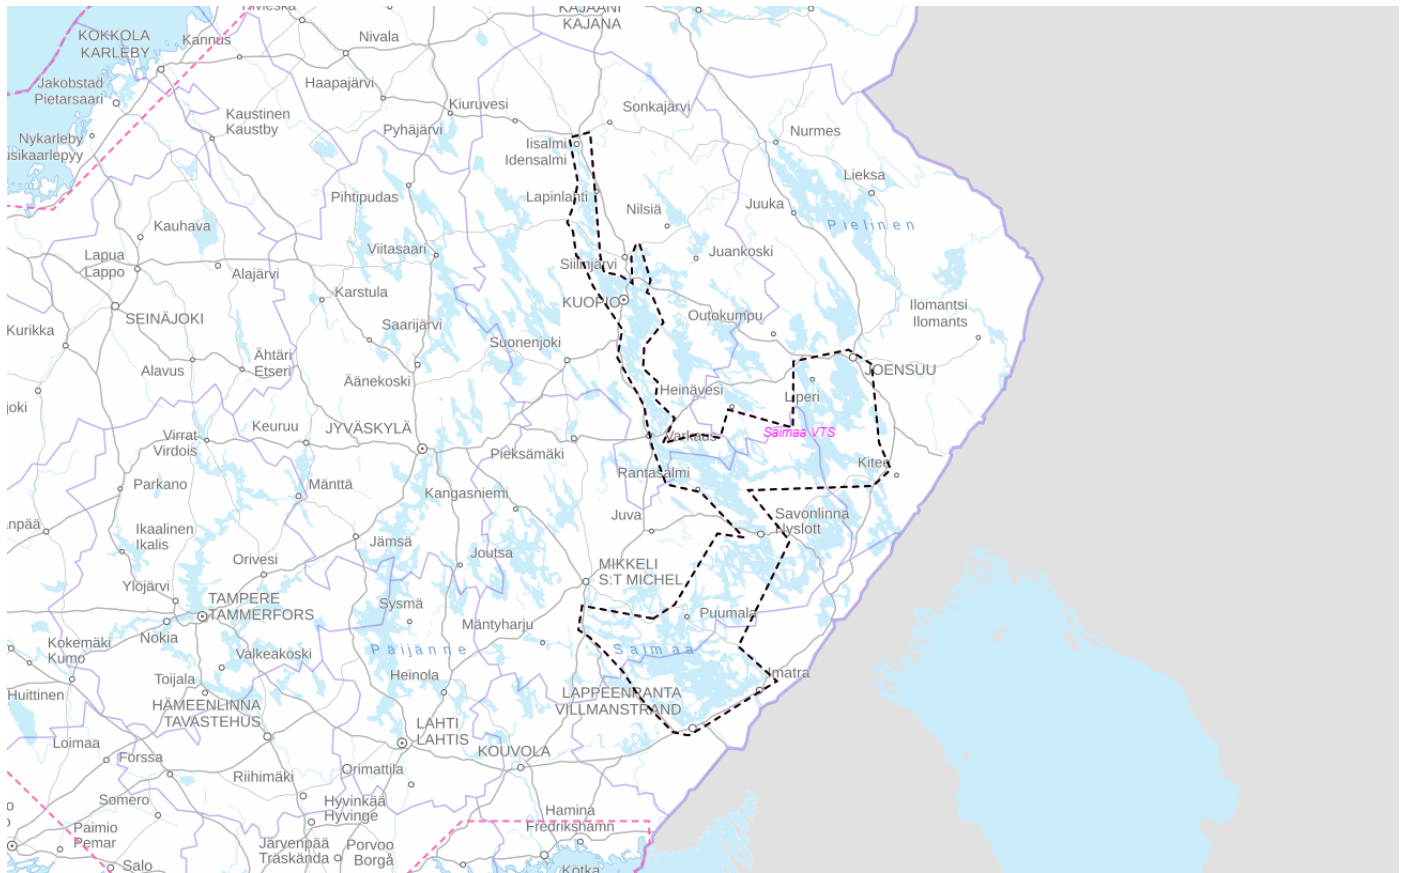 KAJAANI
KAJANA
KOKKOLA
KARLEBY
Kannus
Nivala
Haapajärvi
Jakobstad
Pietarsaari
Kaustinen
Kaustby
Kiuruvesi
Sonkajärvi
Nykarleby
usikaarlepyy
Pyhäjärvi
Iisalmi
Idensalmi
Nurmes
Lieksa
Pihtipudas
Lapinlahti
Nilsiä
Juuka
Pielinen
Kauhava
Viitasaari
Juankoski
Lapua
Lappo
Alajärvi
Siilinjärvi
Karstula
KUOPIO
Outokumpu
Ilomantsi
Ilomants
SEINÄJOKI
Kurikka
Saarijärvi
Suonenjoki
Ähtäri
Etseri
Alavus
Äänekoski
JOENSUU
Heinävesi
Liperi
joki
Keuruu
JYVÄSKYLÄ
Virrat
Virdois
Varkaus
Saimaa VTS
Pieksämäki
Kitee
Rantasalmi
Parkano
Mänttä
Kangasniemi
Juva
Savonlinna
Nyslott
npää
Ikaalinen
Ikalis
Jämsä
Joutsa
Orivesi
MIKKELI
S:T MICHEL
Ylöjärvi
TAMPERE
TAMMERFORS
Sysmä
Puumala
Nokia
Mäntyharju
Kokemäki
Kumo
Valkeakoski
Päijänne
Saimaa
Toijala
Heinola
Imatra
Huittinen
LAPPEENRANTA
VILLMANSTRAND
HÄMEENLINNA
TAVASTEHUS
LAHTI
LAHTIS
Loimaa
Forssa
KOUVOLA
Riihimäki
Orimattila
Somero
Hyvinkää
Hyvinge
Hamina
Fredrikshamn
Paimio
Pemar
Järvenpää
Träskända
Porvoo
Borgå
Salo
Kotka